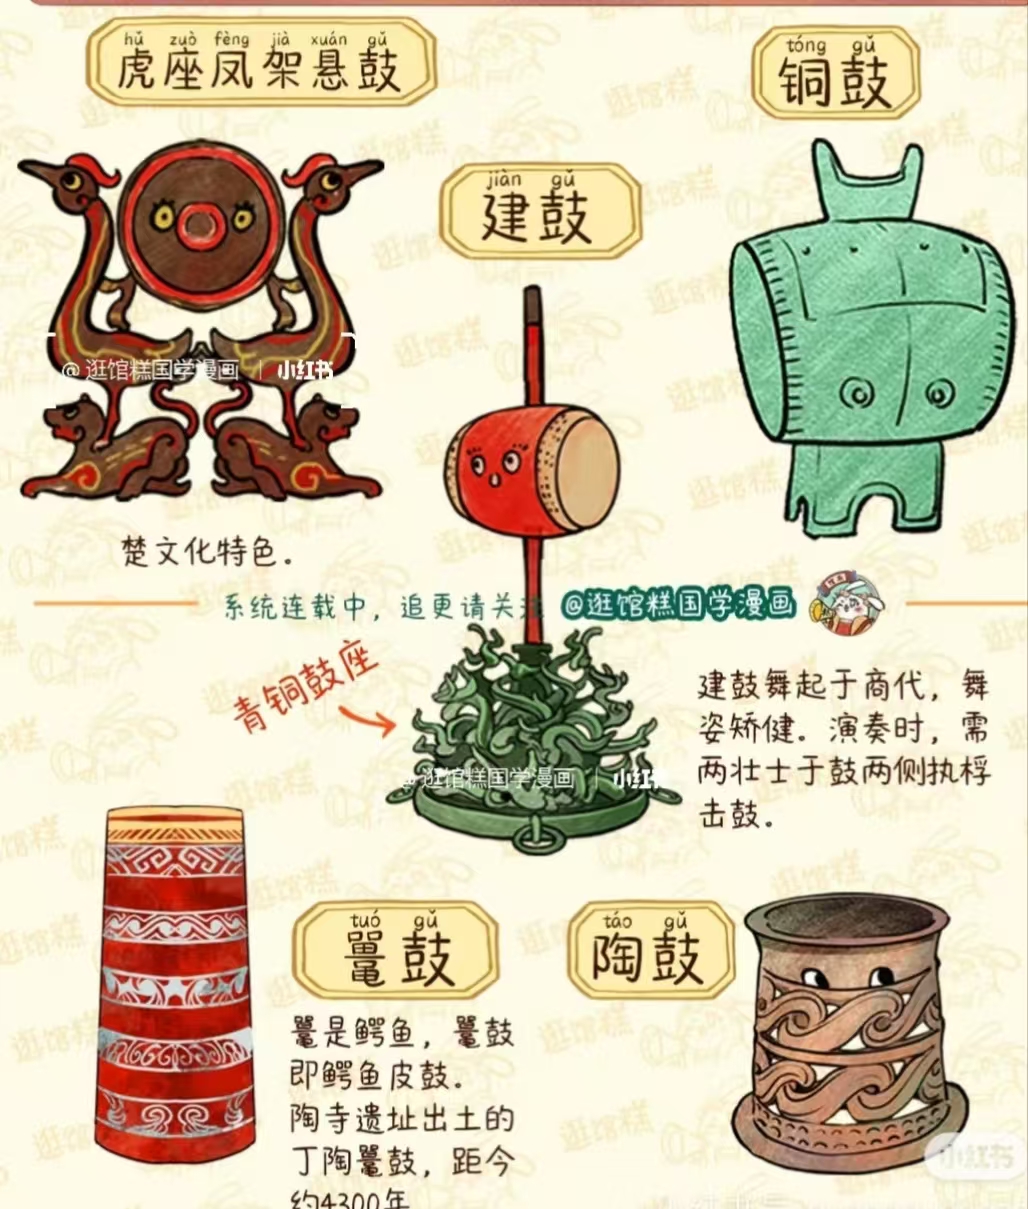 hǔ zuò fèng jià xuán gǔ
虎座凤架悬鼓
tóng gǔ
铜鼓
jiàn gǔ
建鼓
@逛馆糕国学漫画 | 小红书
楚文化特色。
系统连载中，追更请关注 @逛馆糕国学漫画
青铜鼓座
建鼓舞起于商代，舞
姿矫健。演奏时，需
两壮士于鼓两侧执桴
击鼓。
@逛馆糕国学漫画 | 小红书
tuó gǔ
鼍鼓
táo gǔ
陶鼓
鼍是鳄鱼，鼍鼓
即鳄鱼皮鼓。
陶寺遗址出土的
丁陶鼍鼓，距今
约4300年
小红书